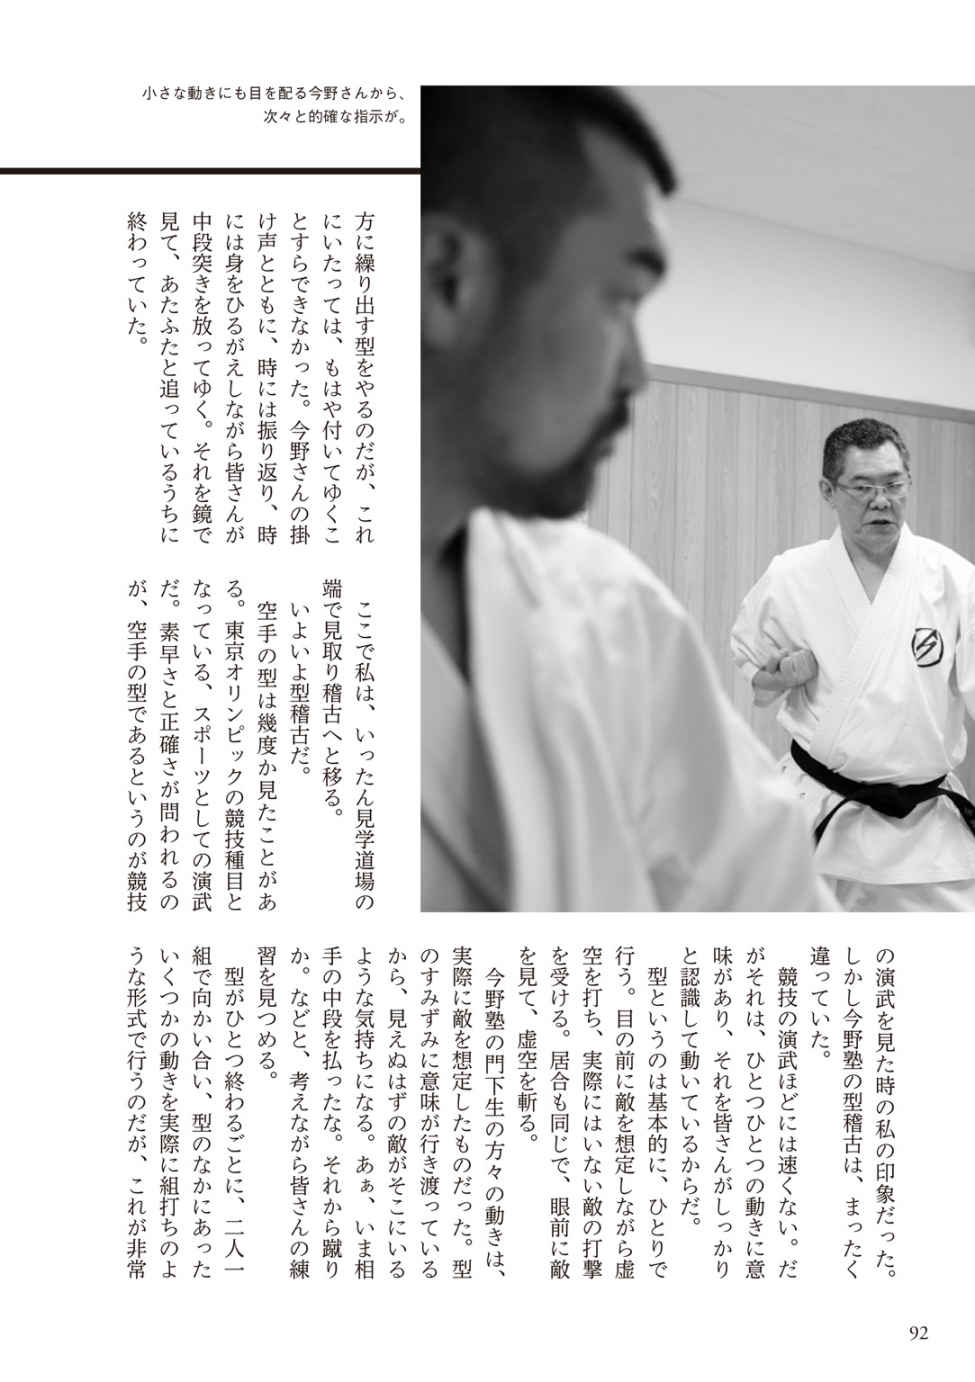 小さな動きにも目を配る今野さんから、
次々と的確な指示が。
方に繰り出す型をやるのだが、これ
にいたっては、もはや付いてゆくこ
とすらできなかった。今野さんの掛
け声とともに、時には振り返り、時
には身をひるがえしながら皆さんが
中段突きを放ってゆく。それを鏡で
見て、あたふたと追っているうちに
終わっていた。
ここで私は、いったん見学道場の
端で見取り稽古へと移る。
いよいよ型稽古だ。
空手の型は幾度か見たことがあ
る。東京オリンピックの競技種目と
なっている、スポーツとしての演武
だ。素早さと正確さが問われるの
が、空手の型であるというのが競技
の演武を見た時の私の印象だった。
しかし今野塾の型稽古は、まったく
違っていた。
競技の演武ほどには速くない。だ
がそれは、ひとつひとつの動きに意
味があり、それを皆さんがしっかり
と認識して動いているからだ。
型というのは基本的に、ひとりで
行う。目の前に敵を想定しながら虚
空を打ち、実際にはいない敵の打撃
を受ける。居合も同じで、眼前に敵
を見て、虚空を斬る。
今野塾の門下生の方々の動きは、
実際に敵を想定したものだった。型
のすみずみに意味が行き渡っている
から、見えぬはずの敵がそこにいる
ような気持ちになる。あぁ、いま相
手の中段を払ったな。それから蹴り
か。などと、考えながら皆さんの練
習を見つめる。
型がひとつ終わるごとに、二人一
組で向かい合い、型のなかにあった
いくつかの動きを実際に組打ちのよ
うな形式で行うのだが、これが非常
92